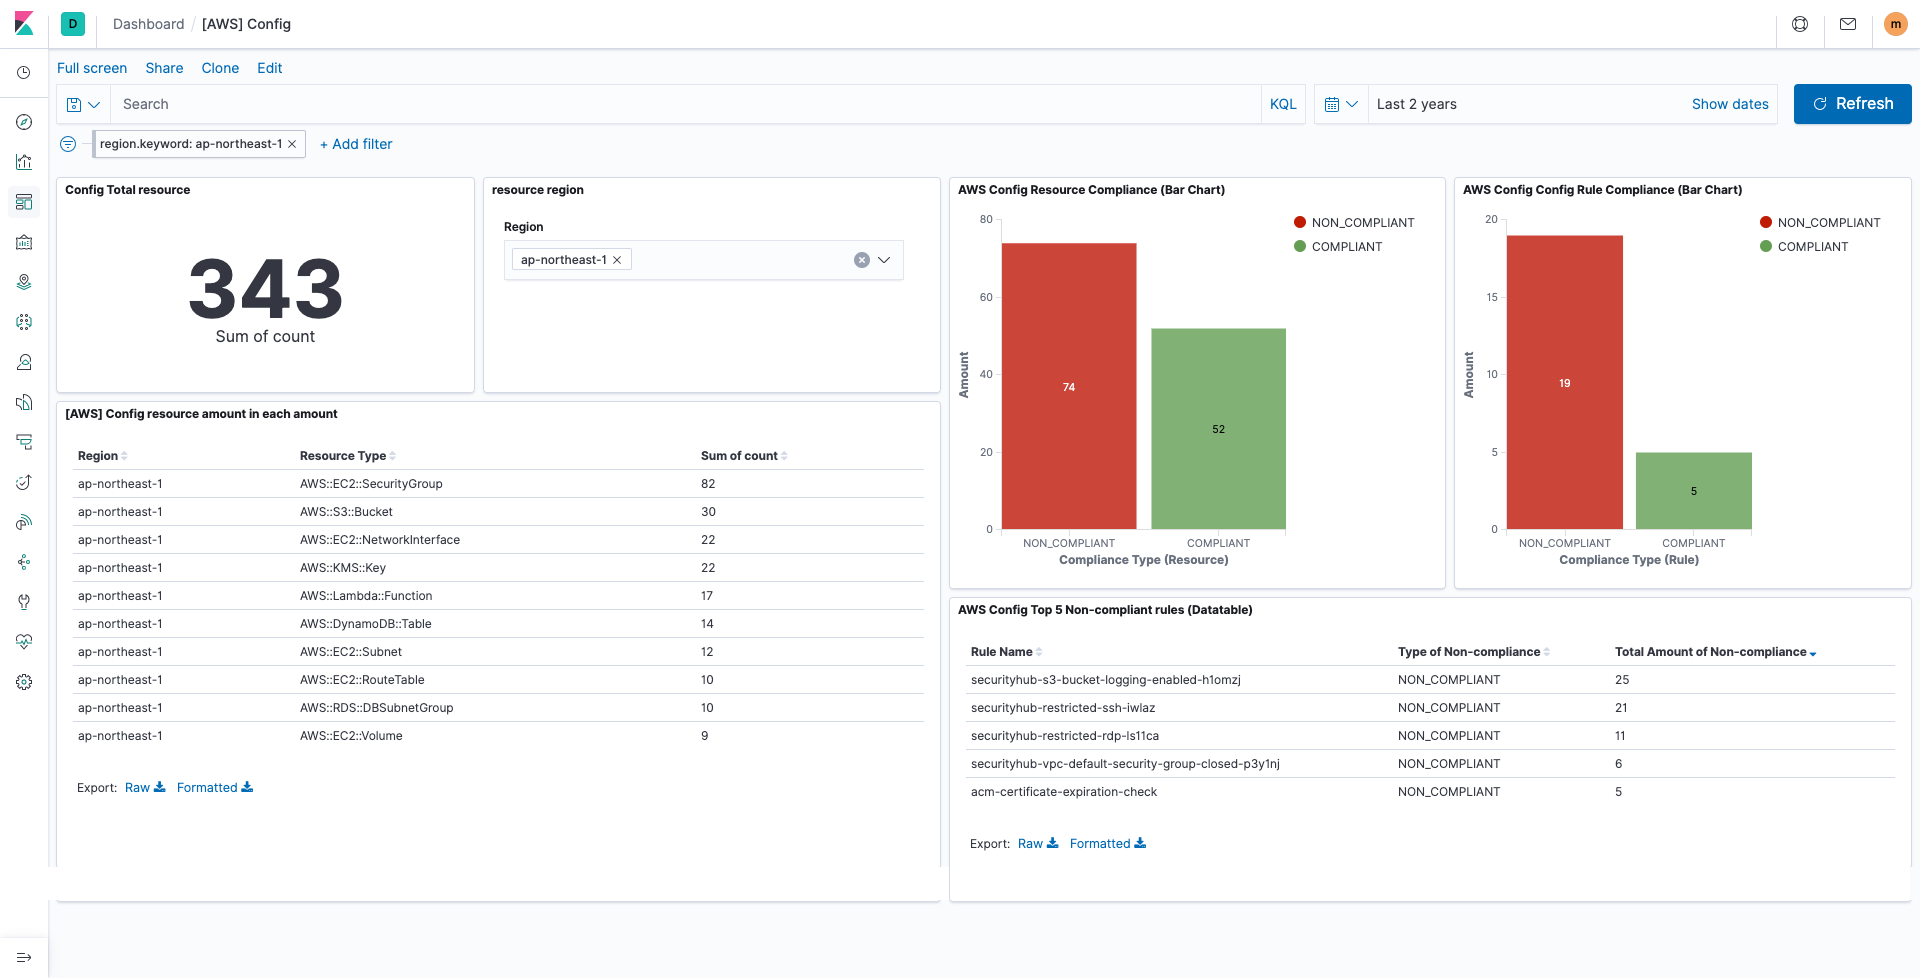 D
Dashboard / [AWS] Config
m
Full screen Share Clone Edit
Search
KQL
Last 2 years
Show dates
Refresh
region.keyword: ap-northeast-1 ×
+ Add filter
Config Total resource
343
Sum of count
resource region
Region
ap-northeast-1 ×
[AWS] Config resource amount in each amount
Region Resource Type Sum of count
ap-northeast-1 AWS::EC2::SecurityGroup 82
ap-northeast-1 AWS::S3::Bucket 30
ap-northeast-1 AWS::EC2::NetworkInterface 22
ap-northeast-1 AWS::KMS::Key 22
ap-northeast-1 AWS::Lambda::Function 17
ap-northeast-1 AWS::DynamoDB::Table 14
ap-northeast-1 AWS::EC2::Subnet 12
ap-northeast-1 AWS::EC2::RouteTable 10
ap-northeast-1 AWS::RDS::DBSubnetGroup 10
ap-northeast-1 AWS::EC2::Volume 9
Export: Raw Formatted
AWS Config Resource Compliance (Bar Chart)
80
60
40
20
0
Amount
74
52
NON_COMPLIANT COMPLIANT
Compliance Type (Resource)
NON_COMPLIANT
COMPLIANT
AWS Config Config Rule Compliance (Bar Chart)
20
15
10
5
0
Amount
19
5
NON_COMPLIANT COMPLIANT
Compliance Type (Rule)
NON_COMPLIANT
COMPLIANT
AWS Config Top 5 Non-compliant rules (Datatable)
Rule Name Type of Non-compliance Total Amount of Non-compliance
securityhub-s3-bucket-logging-enabled-h1omzj NON_COMPLIANT 25
securityhub-restricted-ssh-iwlaz NON_COMPLIANT 21
securityhub-restricted-rdp-ls11ca NON_COMPLIANT 11
securityhub-vpc-default-security-group-closed-p3y1nj NON_COMPLIANT 6
acm-certificate-expiration-check NON_COMPLIANT 5
Export: Raw Formatted